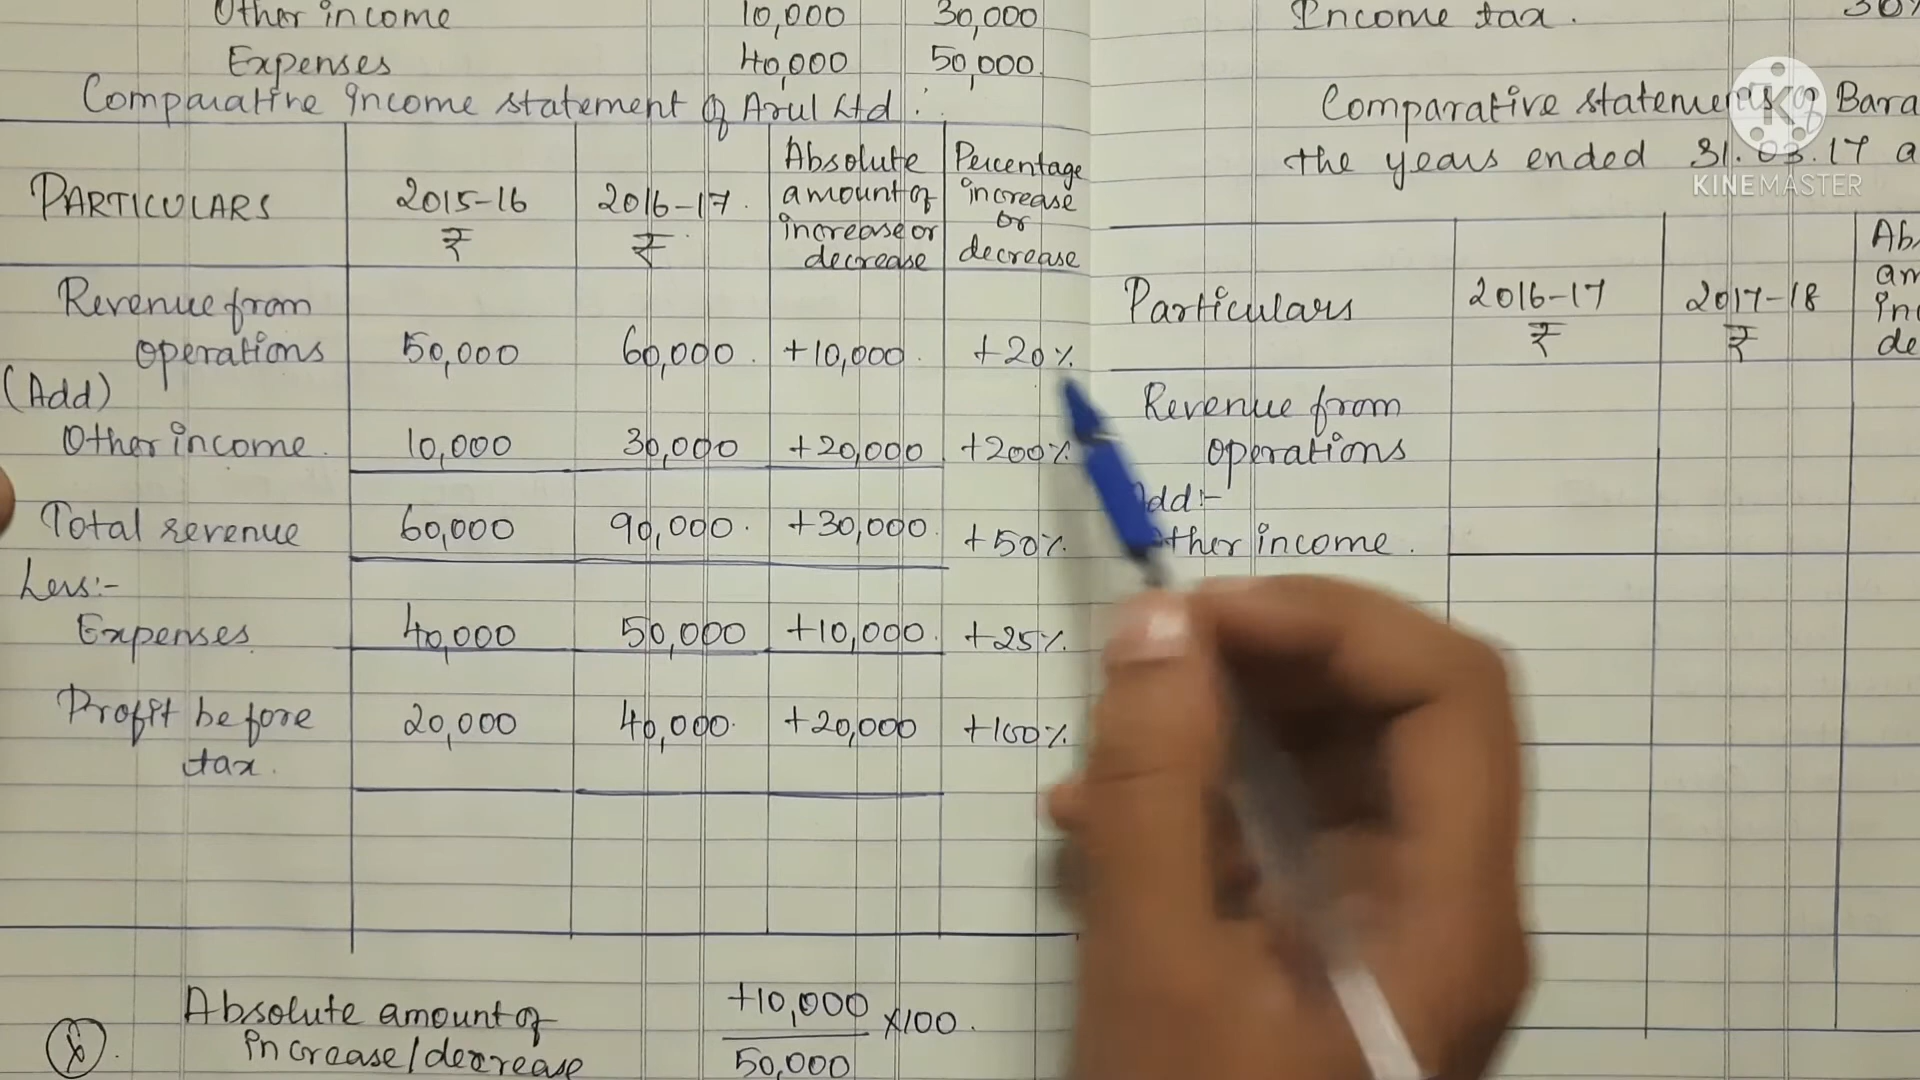 Other income 10,000 30,000
Expenses 40,000 50,000
Comparative income statement of Arul Ltd :
PARTICULARS 2015-16 ₹ 2016-17. ₹ Absolute amount of increase or decrease Percentage increase or decrease
Revenue from
operations 50,000 60,000. +10,000. +20%
(Add)
Other income. 10,000 30,000 +20,000 +200%
Total revenue 60,000 90,000. +30,000. +50%.
Less:-
Expenses 40,000 50,000 +10,000. +25%.
Profit before 20,000 40,000. +20,000 +100%
tax.
Absolute amount of
increase/decrease
+10,000
50,000
×100.
Income tax.
Comparative statement of Bara
the years ended 31.03.17 a
KINEMASTER
Particulars 2016-17 ₹ 2017-18 ₹
Revenue from
operations
Add:-
Other income.